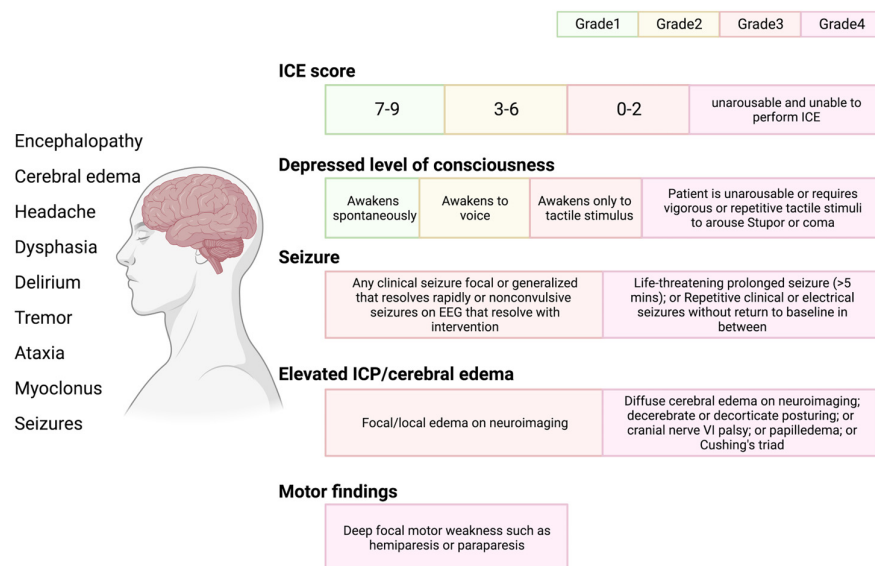 Grade1
Grade2
Grade3
Grade4
ICE score
7-9
3-6
0-2
unarousable and unable to
perform ICE
Encephalopathy
Cerebral edema
Headache
Dysphasia
Delirium
Tremor
Ataxia
Myoclonus
Seizures
Depressed level of consciousness
Awakens
spontaneously
Awakens to
voice
Awakens only to
tactile stimulus
Patient is unarousable or requires
vigorous or repetitive tactile stimuli
to arouse Stupor or coma
Seizure
Any clinical seizure focal or generalized
that resolves rapidly or nonconvulsive
seizures on EEG that resolve with
intervention
Life-threatening prolonged seizure (>5
mins); or Repetitive clinical or electrical
seizures without return to baseline in
between
Elevated ICP/cerebral edema
Focal/local edema on neuroimaging
Diffuse cerebral edema on neuroimaging;
decerebrate or decorticate posturing; or
cranial nerve VI palsy; or papilledema; or
Cushing's triad
Motor findings
Deep focal motor weakness such as
hemiparesis or paraparesis